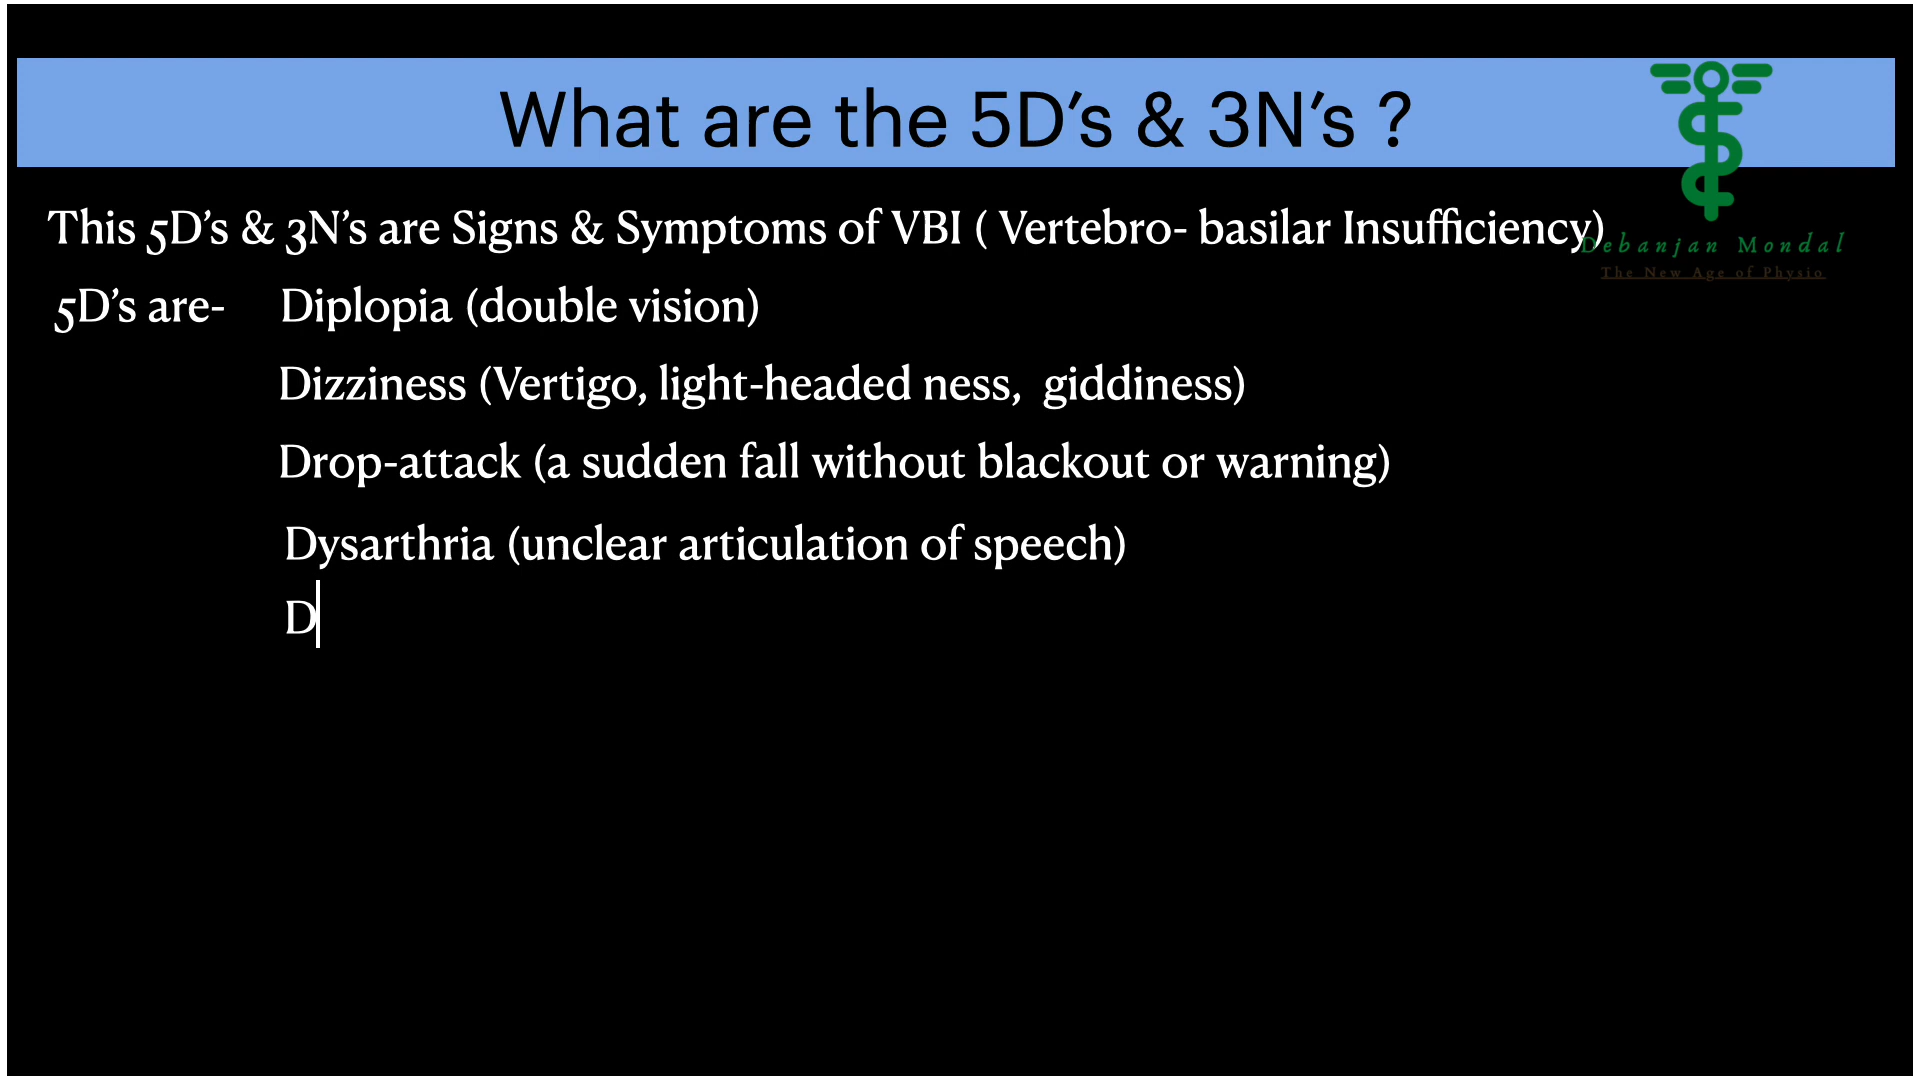 What are the 5D’s & 3N’s ?
This 5D’s & 3N’s are Signs & Symptoms of VBI ( Vertebro- basilar Insufficiency)
Debanjan Mondal
The New Age of Physio
5D’s are- Diplopia (double vision)
Dizziness (Vertigo, light-headed ness, giddiness)
Drop-attack (a sudden fall without blackout or warning)
Dysarthria (unclear articulation of speech)
D